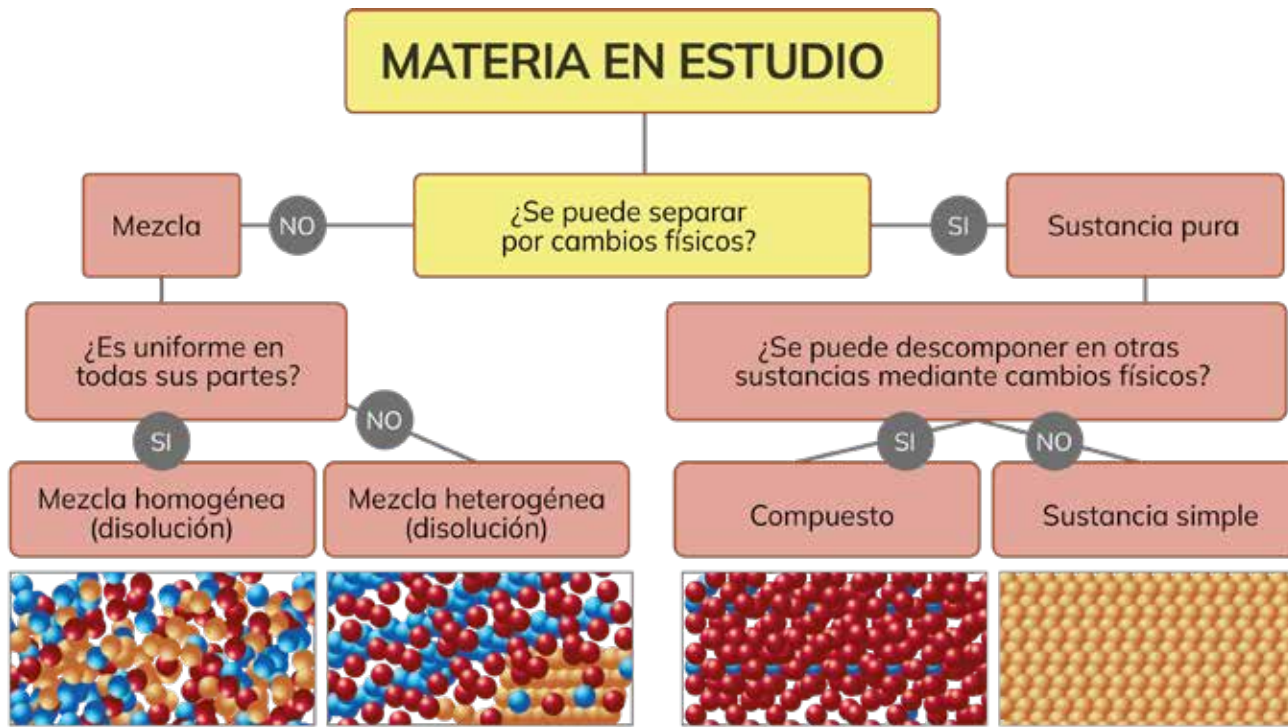 MATERIA EN ESTUDIO
Mezcla
NO
¿Se puede separar
por cambios físicos?
SI
Sustancia pura
¿Es uniforme en
todas sus partes?
¿Se puede descomponer en otras
sustancias mediante cambios físicos?
SI
NO
SI
NO
Mezcla homogénea
(disolución)
Mezcla heterogénea
(disolución)
Compuesto
Sustancia simple